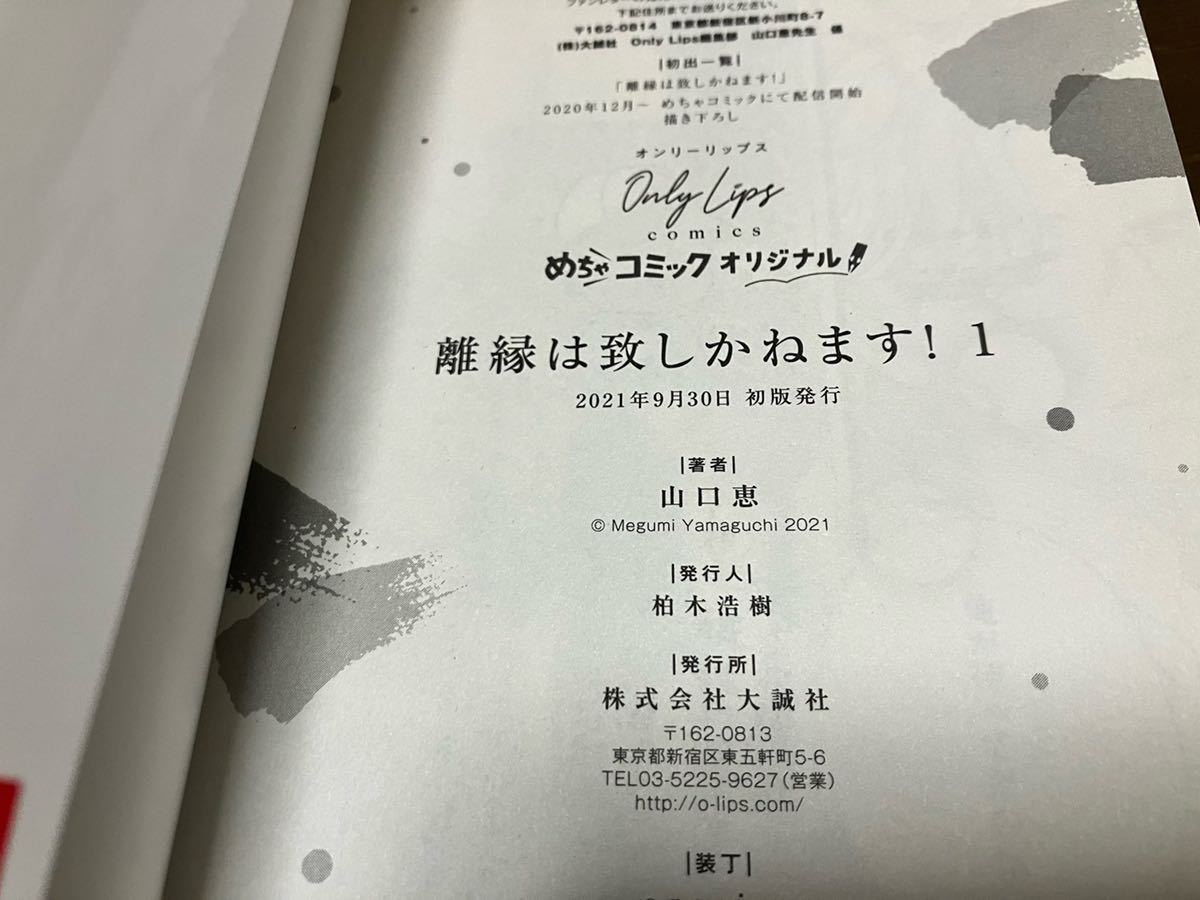 下記住所までお送りください。
〒162-0814 東京都新宿区新小川町8-7
(株)大誠社 Only Lips編集部 山口恵先生 係
|初出一覧|
「離縁は致しかねます!」
2020年12月〜 めちゃコミックにて配信開始
描き下ろし
オンリーリップス
Only Lips
comics
めちゃコミックオリジナル
離縁は致しかねます! 1
2021年9月30日 初版発行
|著者|
山口恵
© Megumi Yamaguchi 2021
|発行人|
柏木浩樹
|発行所|
株式会社大誠社
〒162-0813
東京都新宿区東五軒町5-6
TEL03-5225-9627(営業)
http://o-lips.com/
|装丁|